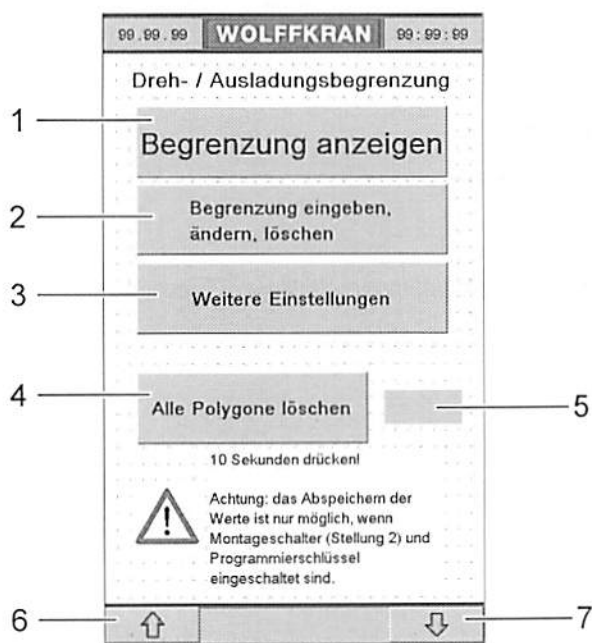 99.99.99 WOLFFKRAN 99:99:99
Dreh- / Ausladungsbegrenzung
1
Begrenzung anzeigen
2
Begrenzung eingeben,
ändern, löschen
3
Weitere Einstellungen
4
Alle Polygone löschen
5
10 Sekunden drücken!
Achtung: das Abspeichern der
Werte ist nur möglich, wenn
Montageschalter (Stellung 2) und
Programmierschlüssel
eingeschaltet sind.
6
7